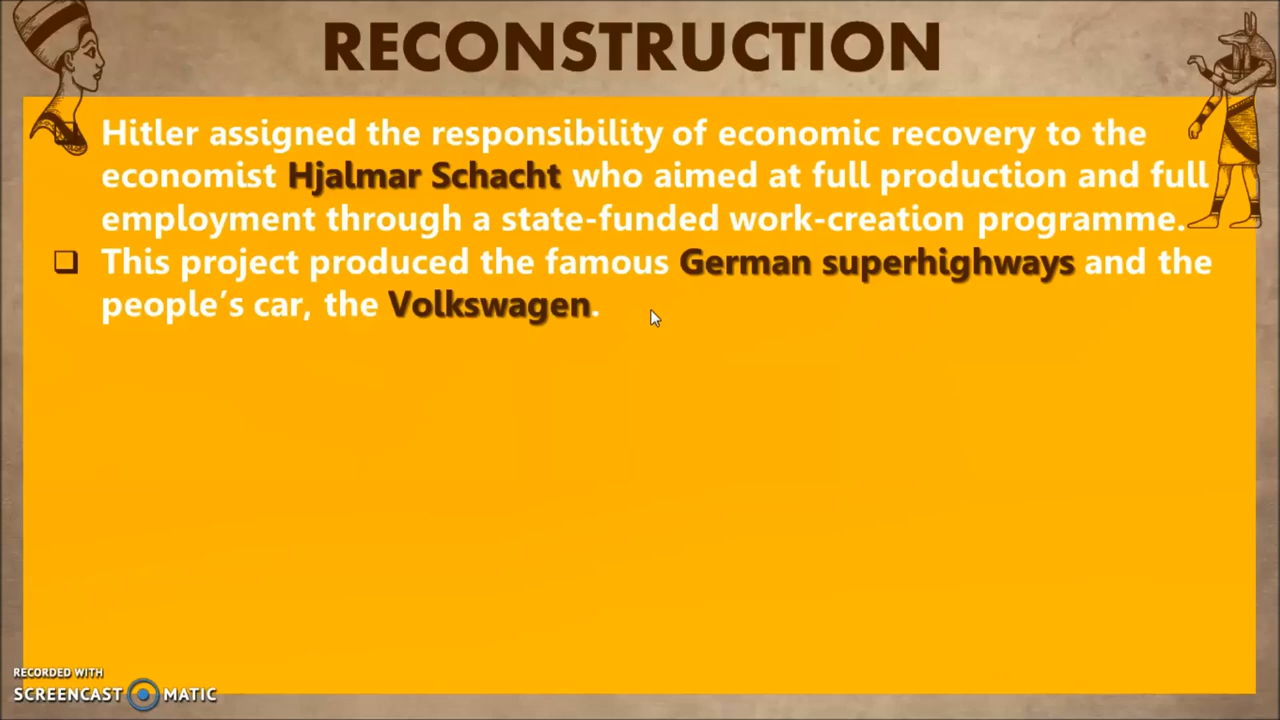 RECONSTRUCTION
Hitler assigned the responsibility of economic recovery to the
economist Hjalmar Schacht who aimed at full production and full
employment through a state-funded work-creation programme.
This project produced the famous German superhighways and the
people’s car, the Volkswagen.
RECORDED WITH
SCREENCAST MATIC